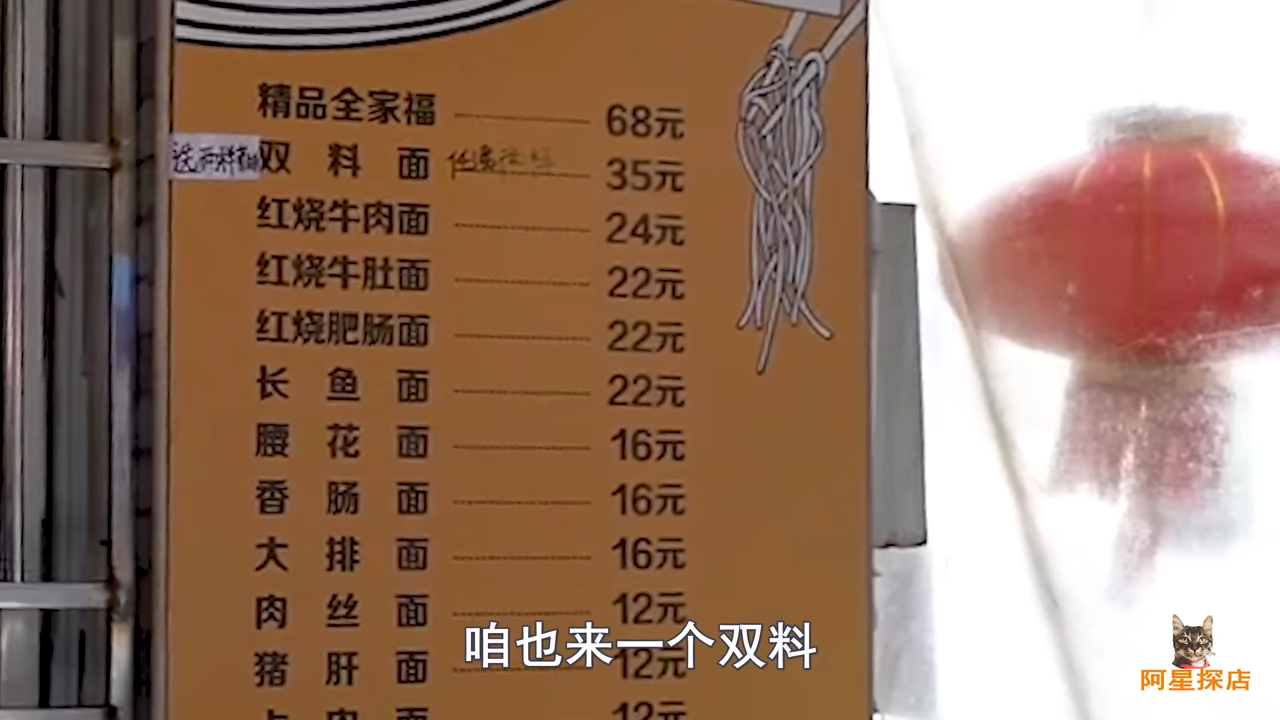 精品全家福 68元
双料面 35元
红烧牛肉面 24元
红烧牛肚面 22元
红烧肥肠面 22元
长鱼面 22元
腰花面 16元
香肠面 16元
大排面 16元
肉丝面 12元
猪肝面 12元
12元
咱也来一个双料
阿星探店